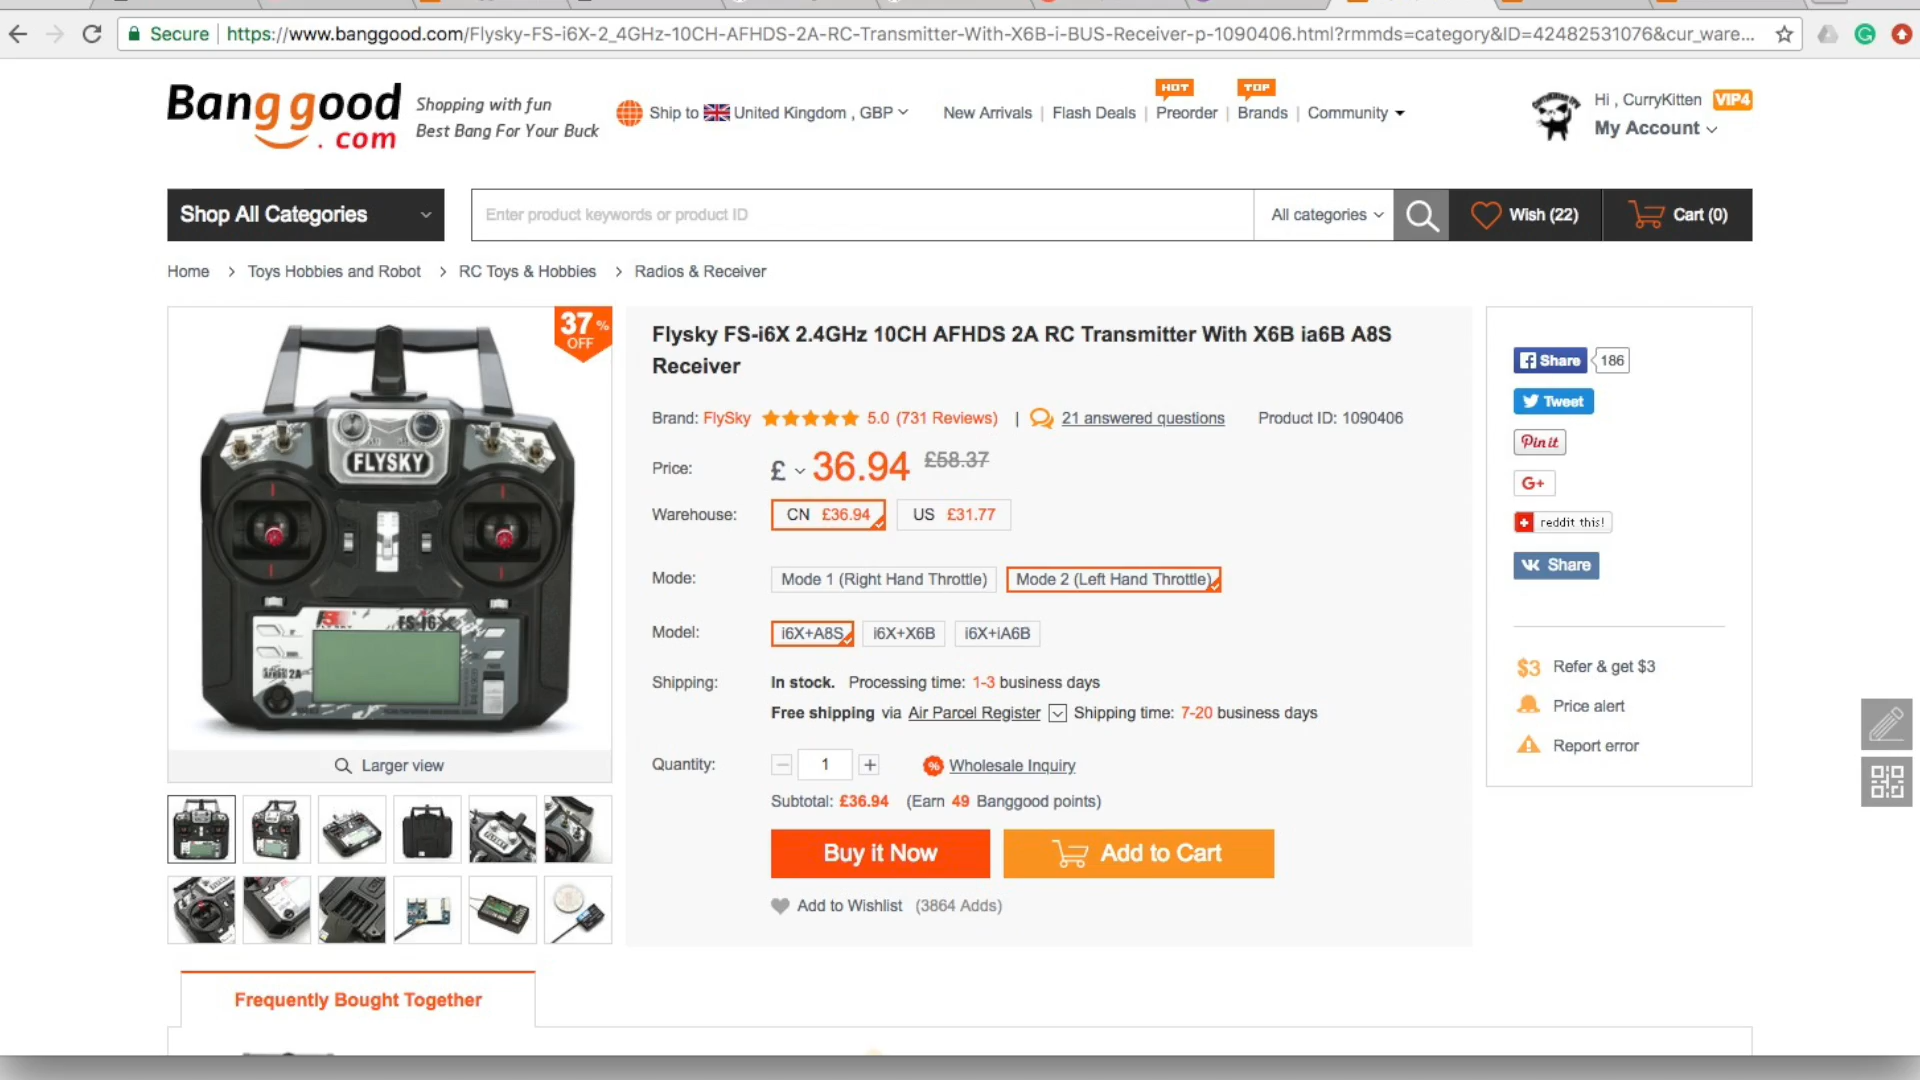 Secure https://www.banggood.com/Flysky-FS-i6X-2_4GHz-10CH-AFHDS-2A-RC-Transmitter-With-X6B-i-BUS-Receiver-p-1090406.html?rmmds=category&ID=42482531076&cur_ware...
HOT TOP
Banggood.com
Shopping with fun
Best Bang For Your Buck
Ship to United Kingdom , GBP
New Arrivals | Flash Deals | Preorder | Brands | Community
Hi , CurryKitten VIP4
My Account
Shop All Categories
Enter product keywords or product ID
All categories
Wish (22)
Cart (0)
Home > Toys Hobbies and Robot > RC Toys & Hobbies > Radios & Receiver
37% OFF
FLYSKY
FS-i6X
AFHDS 2A
Larger view
Flysky FS-i6X 2.4GHz 10CH AFHDS 2A RC Transmitter With X6B ia6B A8S
Receiver
Brand: FlySky 5.0 (731 Reviews) | 21 answered questions Product ID: 1090406
Price: £ 36.94 £58.37
Warehouse: CN £36.94 US £31.77
Mode: Mode 1 (Right Hand Throttle) Mode 2 (Left Hand Throttle)
Model: i6X+A8S i6X+X6B i6X+iA6B
Shipping: In stock. Processing time: 1-3 business days
Free shipping via Air Parcel Register Shipping time: 7-20 business days
Quantity: 1 Wholesale Inquiry
Subtotal: £36.94 (Earn 49 Banggood points)
Buy it Now
Add to Cart
Add to Wishlist (3864 Adds)
Share 186
Tweet
Pin it
G+
reddit this!
Share
$3 Refer & get $3
Price alert
Report error
Frequently Bought Together